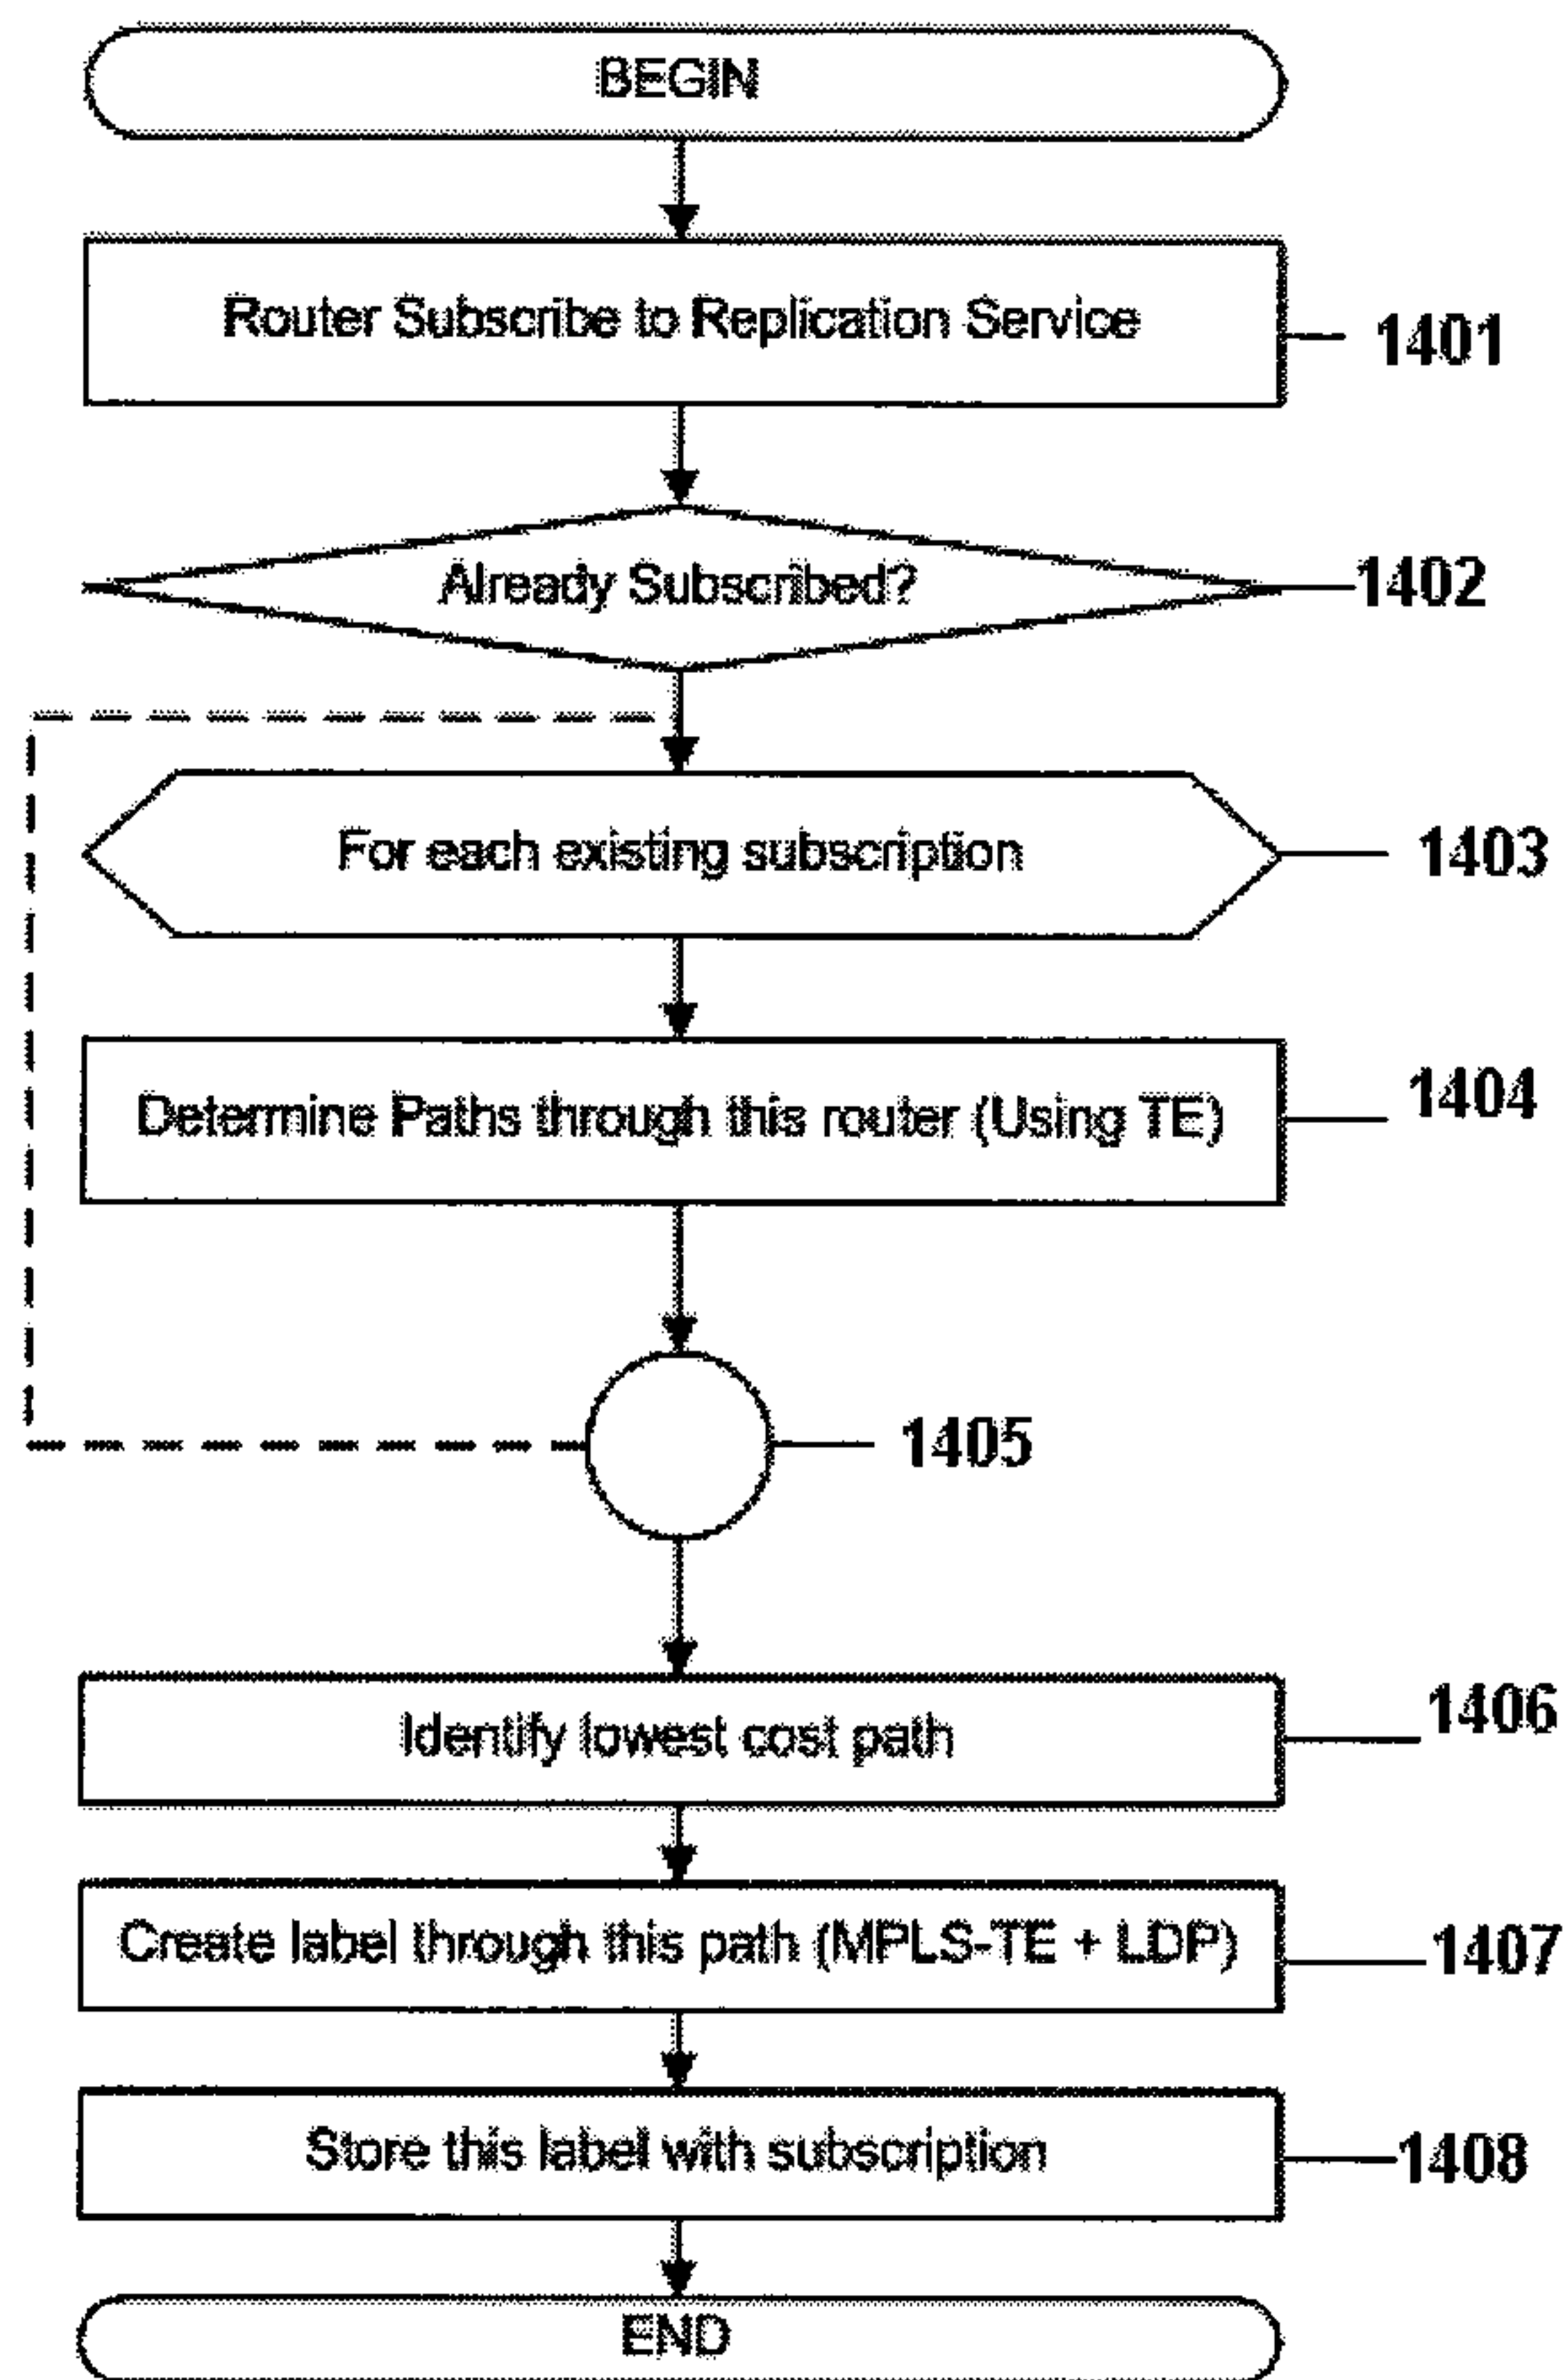 BEGIN
Router Subscribe to Replication Service
1401
Already Subscribed?
1402
For each existing subscription
1403
Determine Paths through this router (Using TE)
1404
1405
Identify lowest cost path
1406
Create label through this path (MPLS-TE + LDP)
1407
Store this label with subscription
1408
END